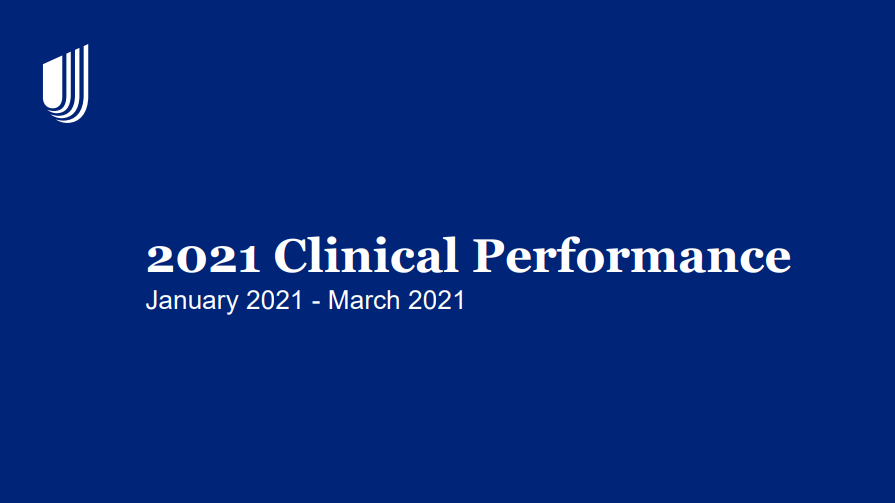 2021 Clinical Performance
January 2021 - March 2021